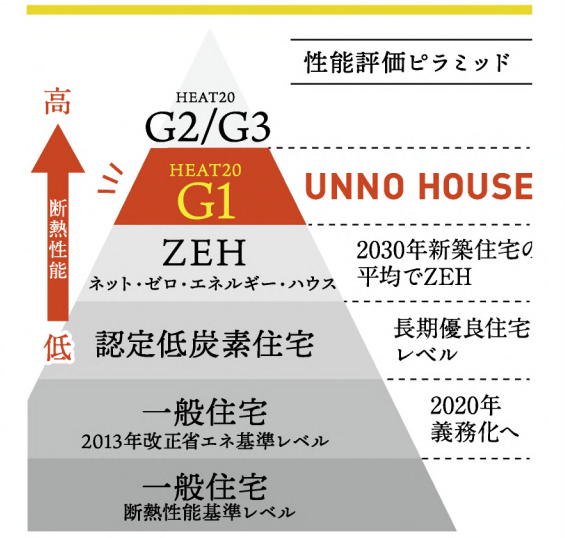 性能評価ピラミッド
高
断熱性能
低
HEAT20
G2/G3
HEAT20
G1
UNNO HOUSE
ZEH
ネット・ゼロ・エネルギー・ハウス
2030年新築住宅の
平均でZEH
認定低炭素住宅
長期優良住宅
レベル
一般住宅
2013年改正省エネ基準レベル
2020年
義務化へ
一般住宅
断熱性能基準レベル